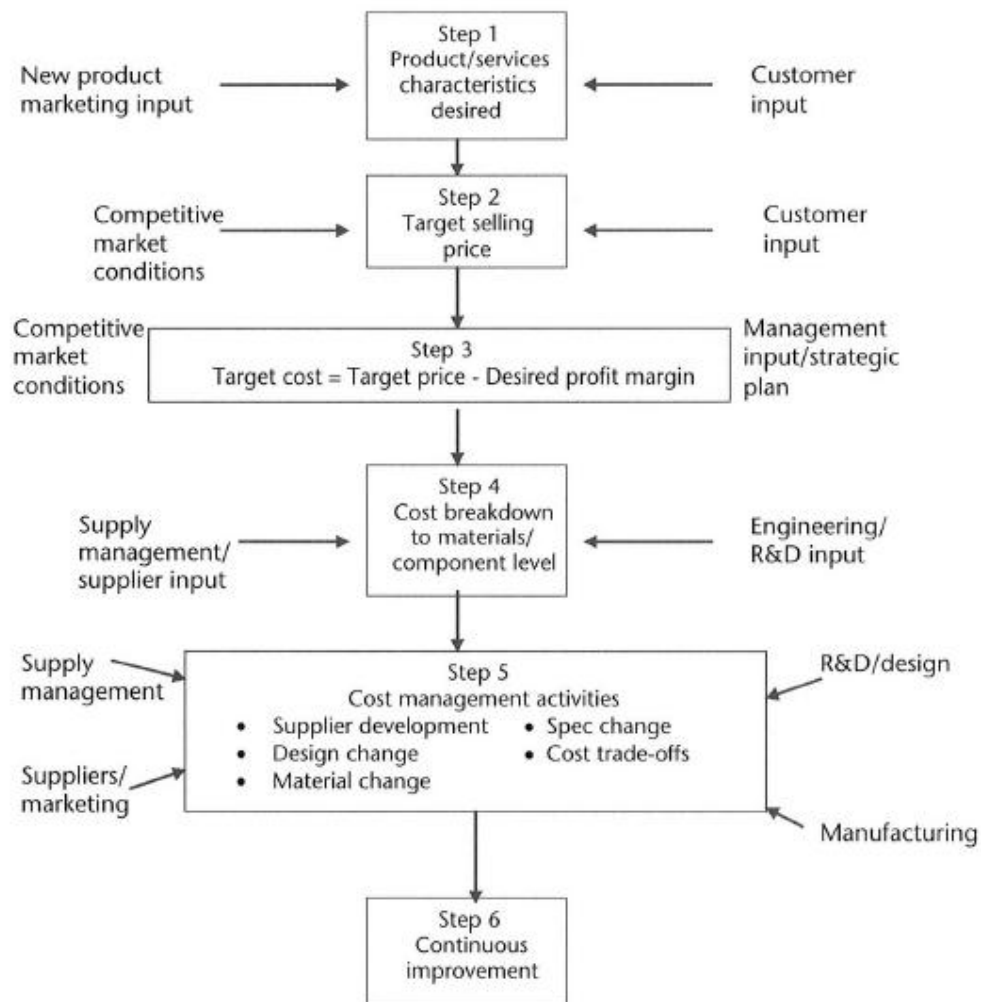 Step 1
Product/services
characteristics
desired
New product
marketing input
Customer
input
Step 2
Target selling
price
Competitive
market
conditions
Customer
input
Competitive
market
conditions
Step 3
Target cost = Target price - Desired profit margin
Management
input/strategic
plan
Step 4
Cost breakdown
to materials/
component level
Supply
management/
supplier input
Engineering/
R&D input
Supply
management
Suppliers/
marketing
Step 5
Cost management activities
• Supplier development
• Design change
• Material change
• Spec change
• Cost trade-offs
R&D/design
Manufacturing
Step 6
Continuous
improvement